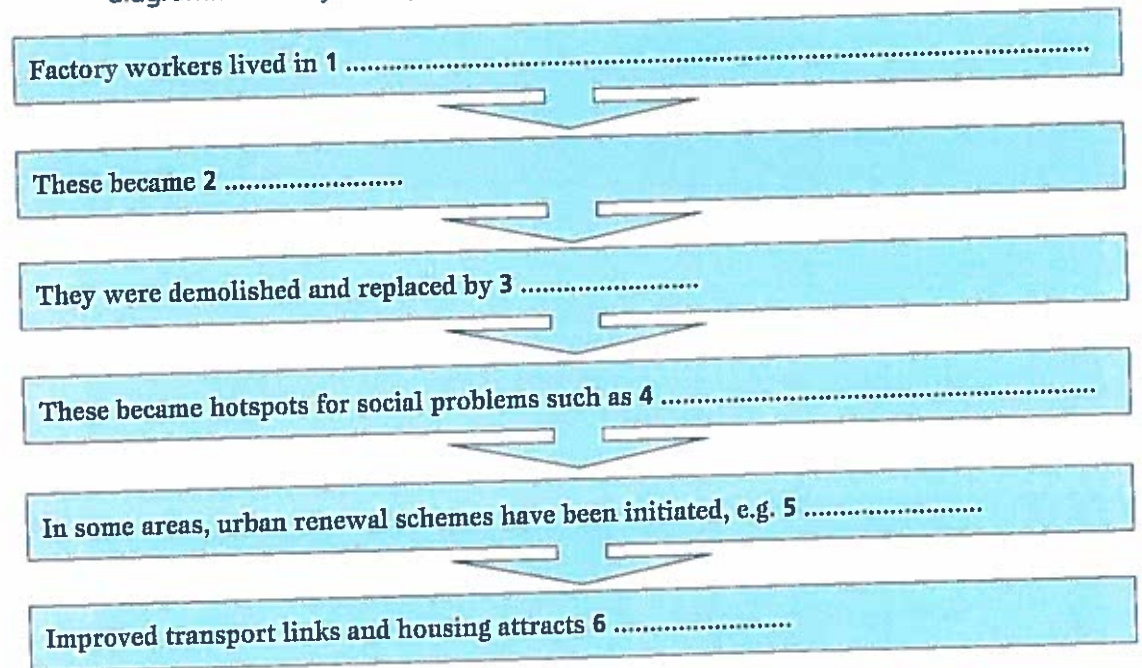 Factory workers lived in 1 ....................................................................................................
These became 2 .........................
They were demolished and replaced by 3 .........................
These became hotspots for social problems such as 4 ............................................................
In some areas, urban renewal schemes have been initiated, e.g. 5 .........................
Improved transport links and housing attracts 6 .........................